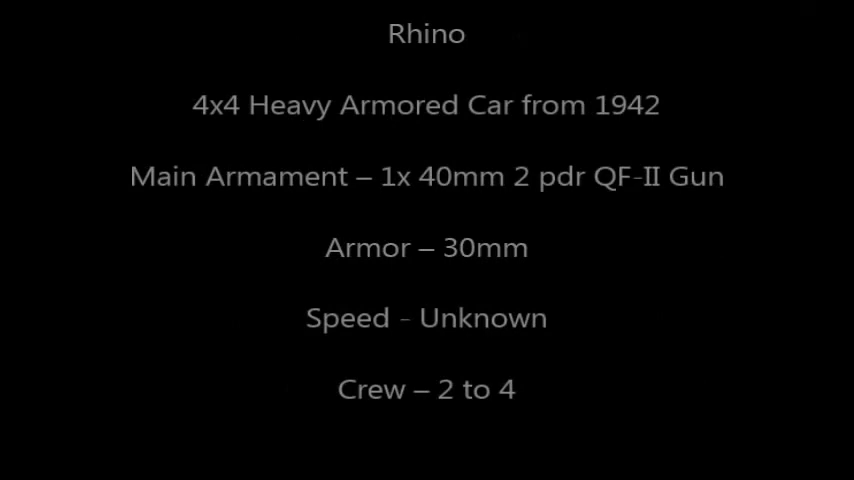 Rhino
4x4 Heavy Armored Car from 1942
Main Armament – 1x 40mm 2 pdr QF-II Gun
Armor – 30mm
Speed - Unknown
Crew – 2 to 4